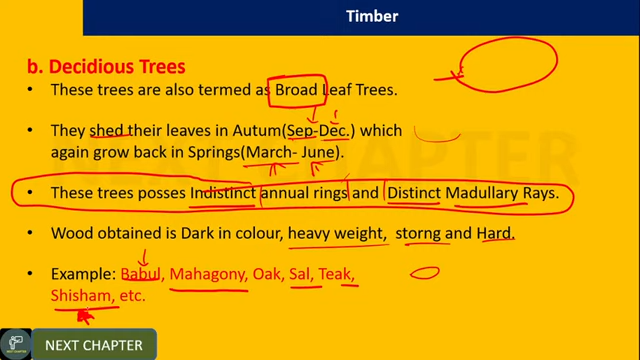 Timber
b. Decidious Trees
• These trees are also termed as Broad Leaf Trees.
• They shed their leaves in Autum(Sep-Dec.) which
again grow back in Springs(March- June).
• These trees posses Indistinct annual rings and Distinct Madullary Rays.
• Wood obtained is Dark in colour, heavy weight, storng and Hard.
• Example: Babul, Mahagony, Oak, Sal, Teak,
Shisham, etc.
NEXT CHAPTER